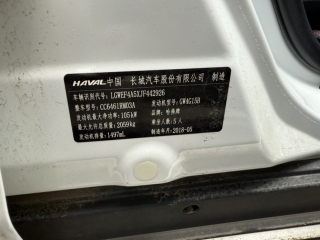 HAVAL 中国 长城汽车股份有限公司 制造
车辆识别代号：LGWEF4A5XJF442926
整车型号：CC6461RM03A 发动机型号：GW4G15B
发动机最大净功率：105kW 品牌：哈弗牌
最大允许总质量：2059kg 乘坐人数：5人
发动机排量：1497mL 制造年月：2018-05